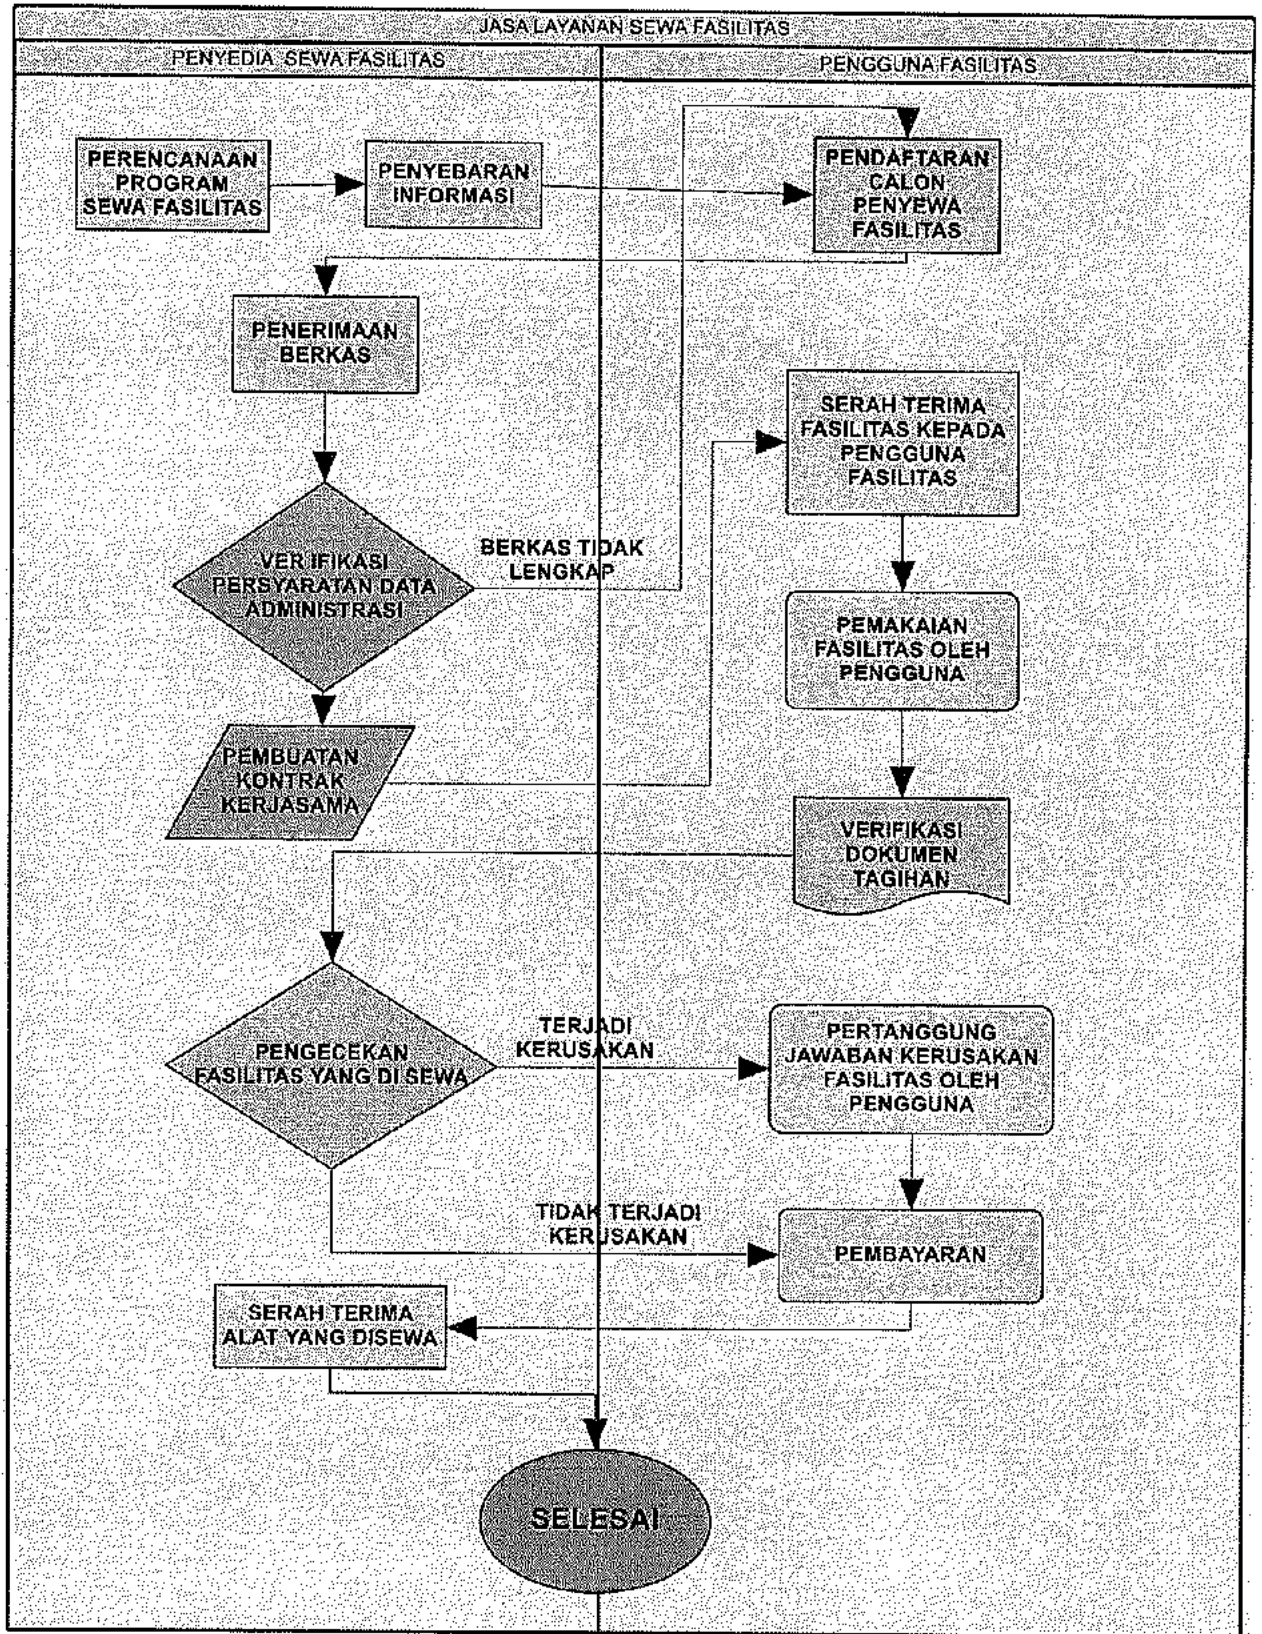 JASA LAYANAN SEWA FASILITAS
PENYEDIA SEWA FASILITAS
PENGGUNA FASILITAS
PERENCANAAN
PROGRAM
SEWA FASILITAS
PENYEBARAN
INFORMASI
PENDAFTARAN
CALON
PENYEWA
FASILITAS
PENERIMAAN
BERKAS
SERAH TERIMA
FASILITAS KEPADA
PENGGUNA
FASILITAS
VERIFIKASI
PERSYARATAN DATA
ADMINISTRASI
BERKAS TIDAK
LENGKAP
PEMAKAIAN
FASILITAS OLEH
PENGGUNA
PEMBUATAN
KONTRAK
KERJASAMA
VERIFIKASI
DOKUMEN
TAGIHAN
PENGECEKAN
FASILITAS YANG DI SEWA
TERJADI
KERUSAKAN
PERTANGGUNG
JAWABAN KERUSAKAN
FASILITAS OLEH
PENGGUNA
TIDAK TERJADI
KERUSAKAN
PEMBAYARAN
SERAH TERIMA
ALAT YANG DISEWA
SELESAI